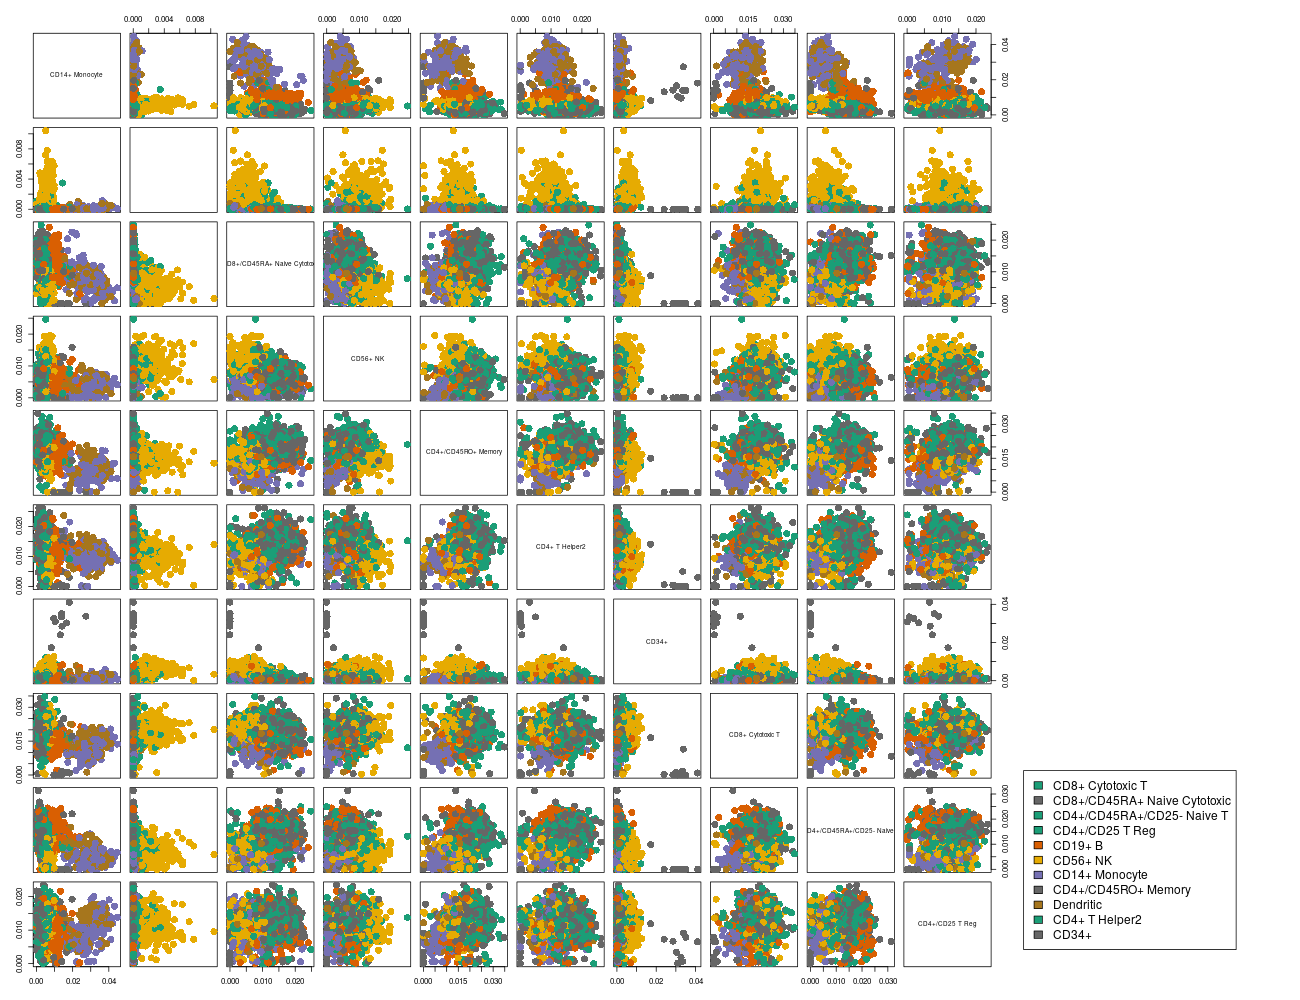 0.000 0.004 0.008 0.000 0.010 0.020 0.000 0.010 0.020 0.000 0.015 0.030 0.000 0.010 0.020
CD14+ Monocyte
0.00 0.02 0.04
0.000 0.004 0.008
D8+/CD45RA+ Naive Cytoto
0.000 0.010 0.020
0.000 0.010 0.020
CD56+ NK
CD4+/CD45RO+ Memory
0.000 0.015 0.030
0.000 0.010 0.020
CD4+ T Helper2
CD34+
0.00 0.02 0.04
0.000 0.015 0.030
CD8+ Cytotoxic T
D4+/CD45RA+/CD25- Naive
0.000 0.010 0.020 0.030
0.000 0.010 0.020
CD4+/CD25 T Reg
0.00 0.02 0.04 0.000 0.010 0.020 0.000 0.015 0.030 0.00 0.02 0.04 0.000 0.010 0.020 0.030
CD8+ Cytotoxic T
CD8+/CD45RA+ Naive Cytotoxic
CD4+/CD45RA+/CD25- Naive T
CD4+/CD25 T Reg
CD19+ B
CD56+ NK
CD14+ Monocyte
CD4+/CD45RO+ Memory
Dendritic
CD4+ T Helper2
CD34+